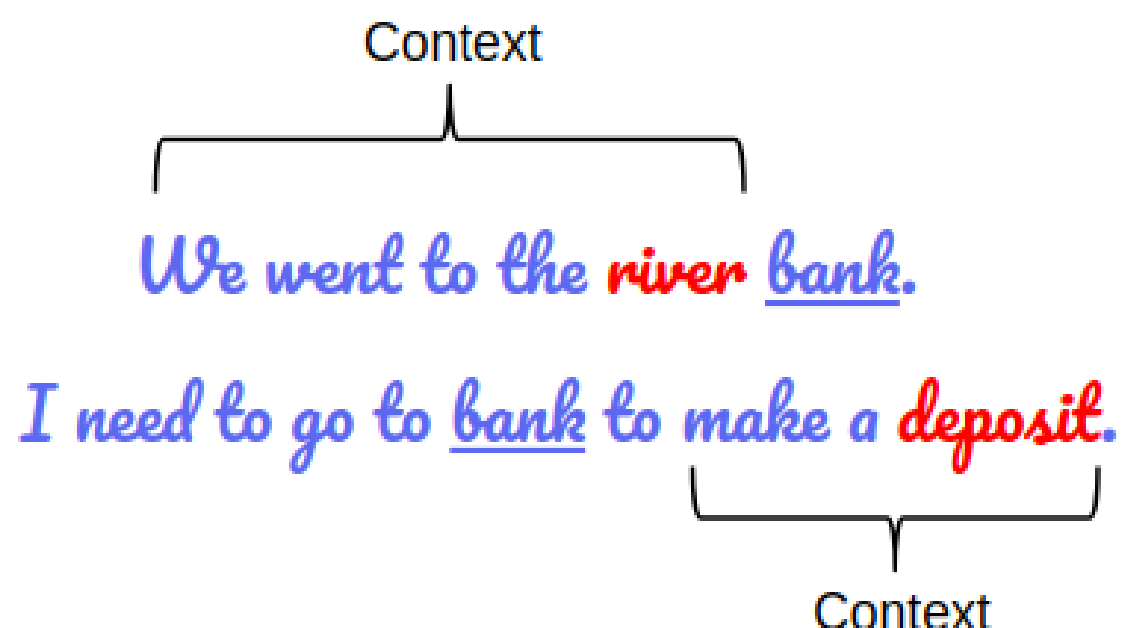 Context
We went to the river bank.
I need to go to bank to make a deposit.
Context